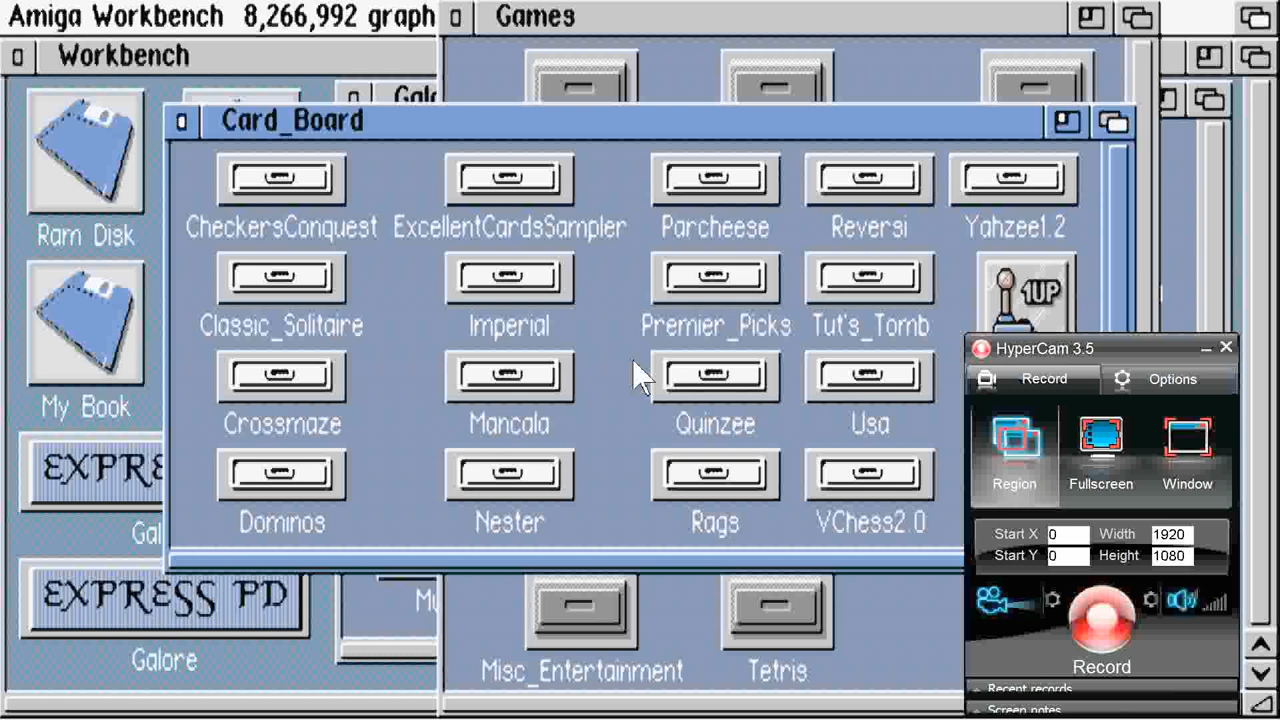 Amiga Workbench 8,266,992 graph
Games
Workbench
Card_Board
CheckersConquest ExcellentCardsSampler Parcheese Reversi Yahzee1.2
Ram Disk
1UP
Classic_Solitaire Imperial Premier_Picks Tut's_Tomb
HyperCam 3.5
Record Options
My Book
Crossmaze Mancala Quinzee Usa
Region Fullscreen Window
EXPRE
Dominos Nester Rags VChess2.0
Gal
Start X 0 Width 1920
Start Y 0 Height 1080
EXPRESS PD
Mu
Galore
Misc_Entertainment Tetris
Record
Recent records
Screen notes